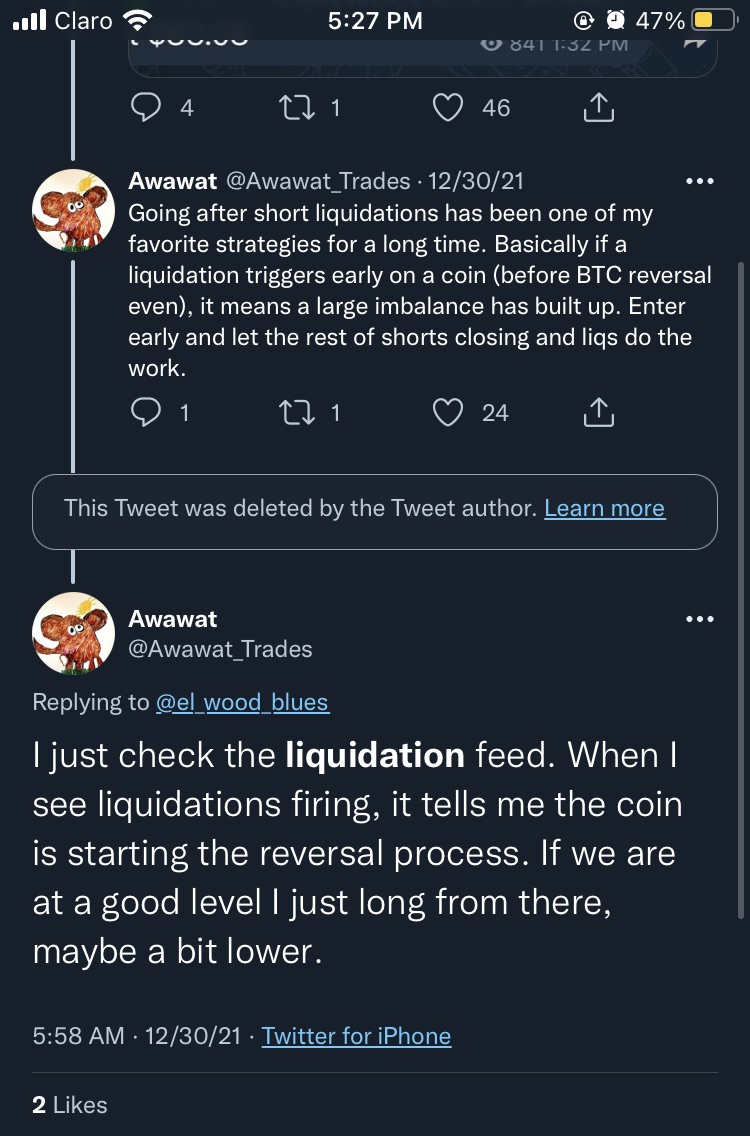 Claro 5:27 PM 47%
841 1:32 PM
4 1 46
Awawat @Awawat_Trades · 12/30/21
Going after short liquidations has been one of my
favorite strategies for a long time. Basically if a
liquidation triggers early on a coin (before BTC reversal
even), it means a large imbalance has built up. Enter
early and let the rest of shorts closing and liqs do the
work.
1 1 24
This Tweet was deleted by the Tweet author. Learn more
Awawat
@Awawat_Trades
Replying to @el_wood_blues
I just check the liquidation feed. When I
see liquidations firing, it tells me the coin
is starting the reversal process. If we are
at a good level I just long from there,
maybe a bit lower.
5:58 AM · 12/30/21 · Twitter for iPhone
2 Likes